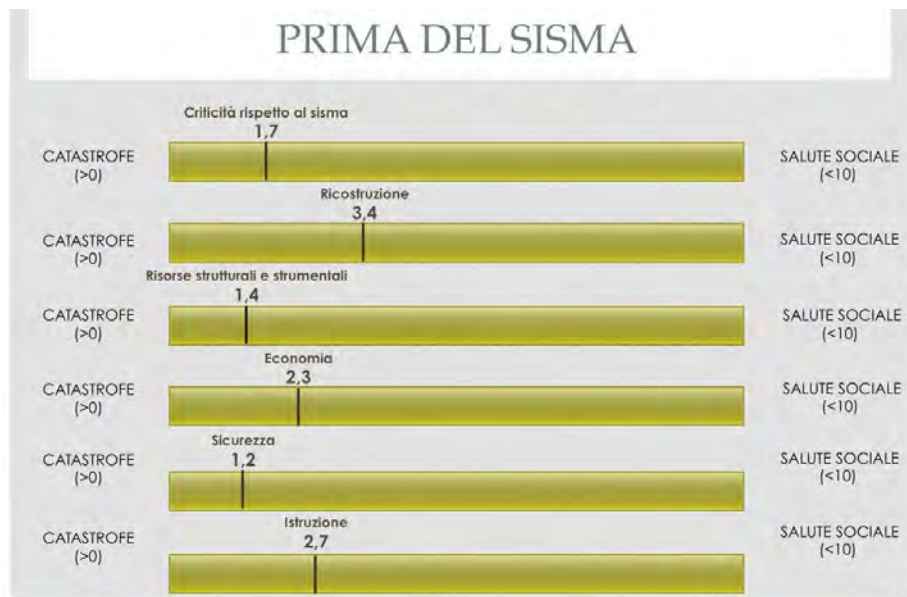 PRIMA DEL SISMA
Criticità rispetto al sisma
1,7
CATASTROFE
(>0)
SALUTE SOCIALE
(<10)
Ricostruzione
3,4
CATASTROFE
(>0)
SALUTE SOCIALE
(<10)
Risorse strutturali e strumentali
1,4
CATASTROFE
(>0)
SALUTE SOCIALE
(<10)
Economia
2,3
CATASTROFE
(>0)
SALUTE SOCIALE
(<10)
Sicurezza
1,2
CATASTROFE
(>0)
SALUTE SOCIALE
(<10)
Istruzione
2,7
CATASTROFE
(>0)
SALUTE SOCIALE
(<10)